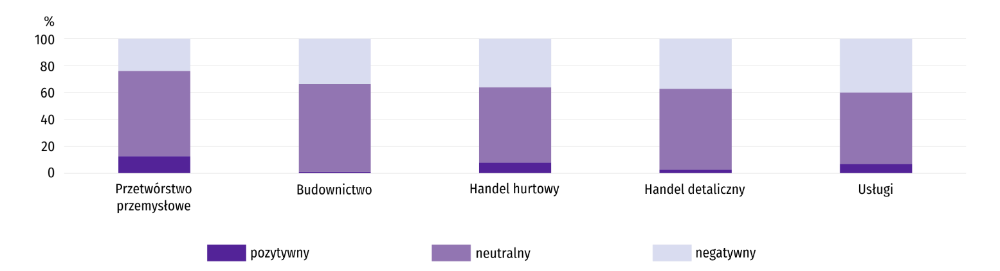 %
100
80
60
40
20
0
Przetwórstwo
przemysłowe
Budownictwo
Handel hurtowy
Handel detaliczny
Usługi
pozytywny
neutralny
negatywny